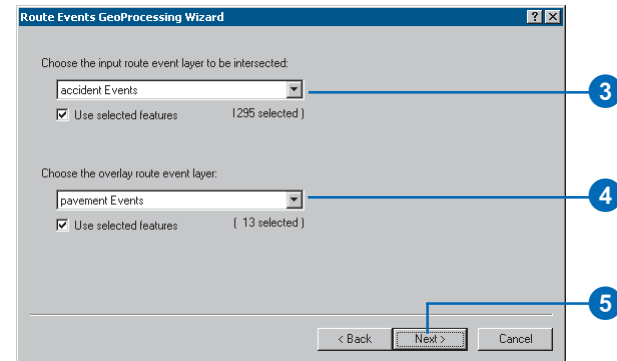 Route Events GeoProcessing Wizard ? X
Choose the input route event layer to be intersected:
accident Events
3
Use selected features (295 selected )
Choose the overlay route event layer:
pavement Events
4
Use selected features ( 13 selected )
5
< Back Next > Cancel